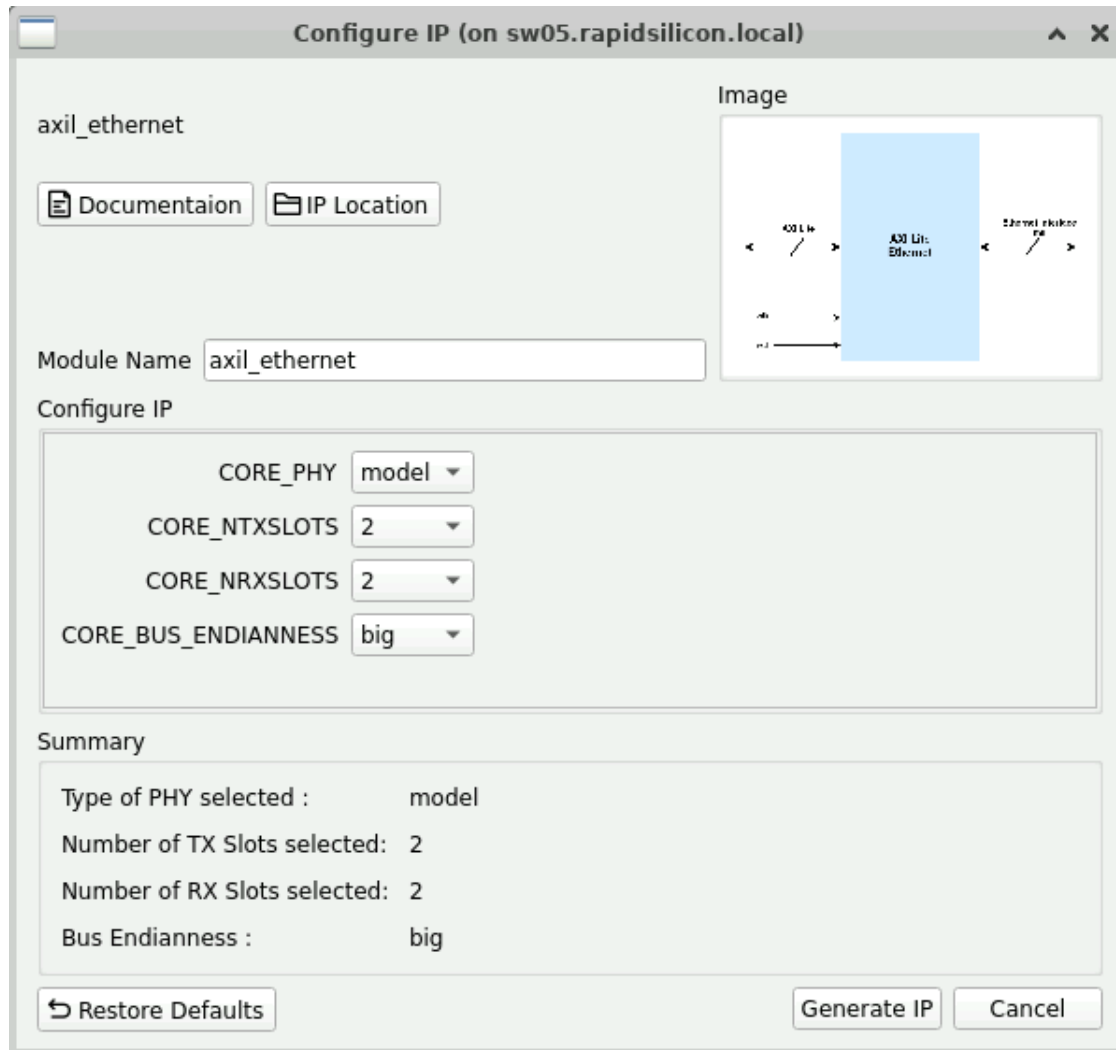 Configure IP (on sw05.rapidsilicon.local)
axil_ethernet
Documentaion
IP Location
Image
AXI Lite
Ethernet
Module Name axil_ethernet
Configure IP
CORE_PHY model
CORE_NTXSLOTS 2
CORE_NRXSLOTS 2
CORE_BUS_ENDIANNESS big
Summary
Type of PHY selected : model
Number of TX Slots selected: 2
Number of RX Slots selected: 2
Bus Endianness : big
Restore Defaults
Generate IP
Cancel